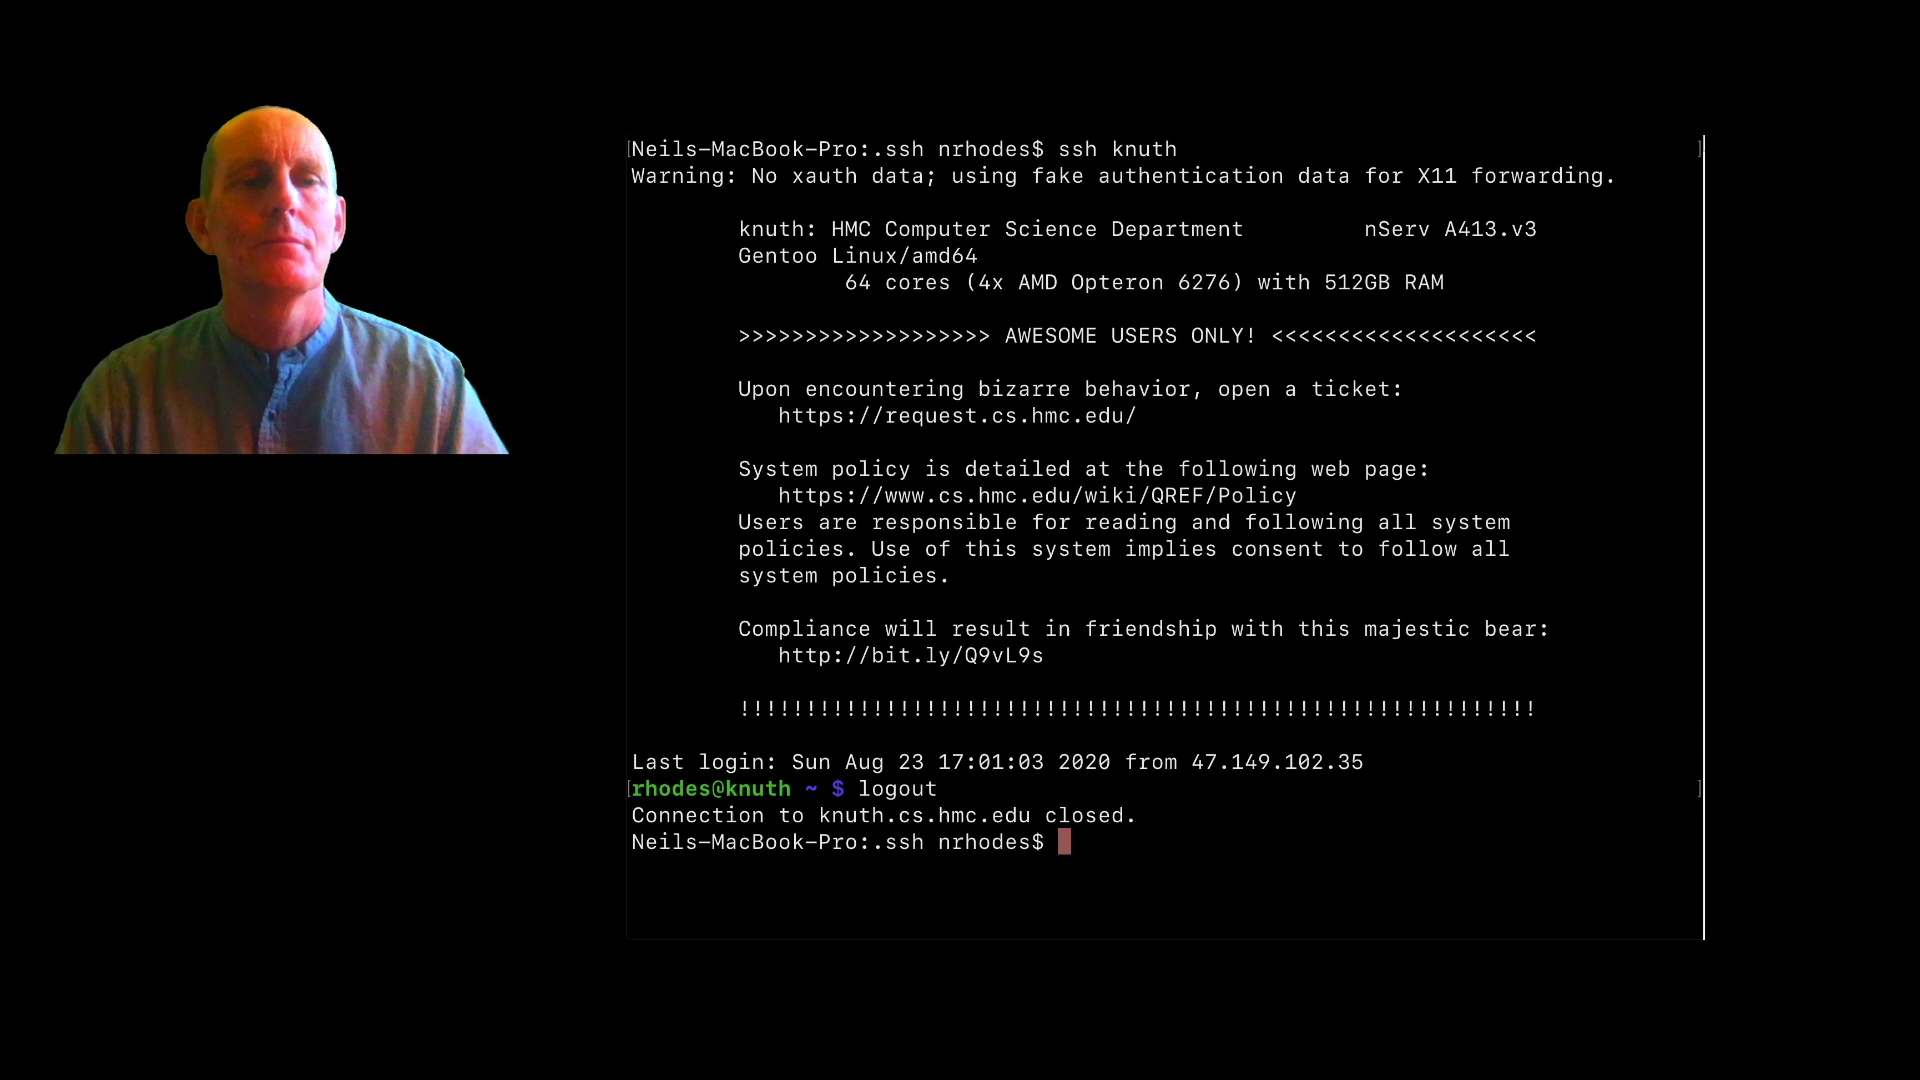 [Neils-MacBook-Pro:.ssh nrhodes$ ssh knuth ]
Warning: No xauth data; using fake authentication data for X11 forwarding.
knuth: HMC Computer Science Department nServ A413.v3
Gentoo Linux/amd64
64 cores (4x AMD Opteron 6276) with 512GB RAM
>>>>>>>>>>>>>>>>>>> AWESOME USERS ONLY! <<<<<<<<<<<<<<<<<<<<
Upon encountering bizarre behavior, open a ticket:
https://request.cs.hmc.edu/
System policy is detailed at the following web page:
https://www.cs.hmc.edu/wiki/QREF/Policy
Users are responsible for reading and following all system
policies. Use of this system implies consent to follow all
system policies.
Compliance will result in friendship with this majestic bear:
http://bit.ly/Q9vL9s
!!!!!!!!!!!!!!!!!!!!!!!!!!!!!!!!!!!!!!!!!!!!!!!!!!!!!!!!!!!!
Last login: Sun Aug 23 17:01:03 2020 from 47.149.102.35
[rhodes@knuth ~ $ logout ]
Connection to knuth.cs.hmc.edu closed.
Neils-MacBook-Pro:.ssh nrhodes$